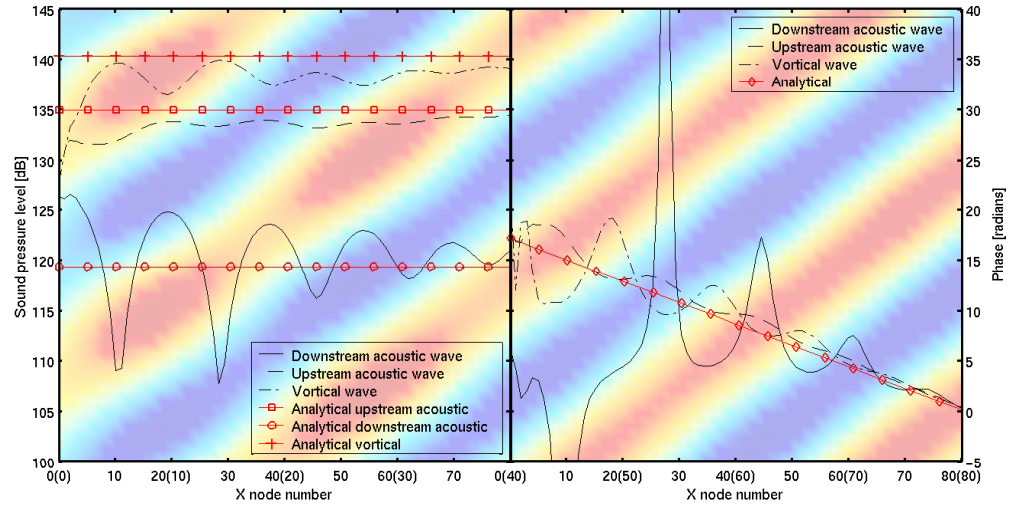 145
140
135
130
125
120
115
110
105
100
Sound pressure level [dB]
Downstream acoustic wave
Upstream acoustic wave
Vortical wave
Analytical upstream acoustic
Analytical downstream acoustic
Analytical vortical
0(0) 10 20(10) 30 40(20) 50 60(30) 70 0(40
X node number
Downstream acoustic wave
Upstream acoustic wave
Vortical wave
Analytical
40
35
30
25
20
15
10
5
0
-5
Phase [radians]
10 20(50) 30 40(60) 50 60(70) 70 80(80)
X node number